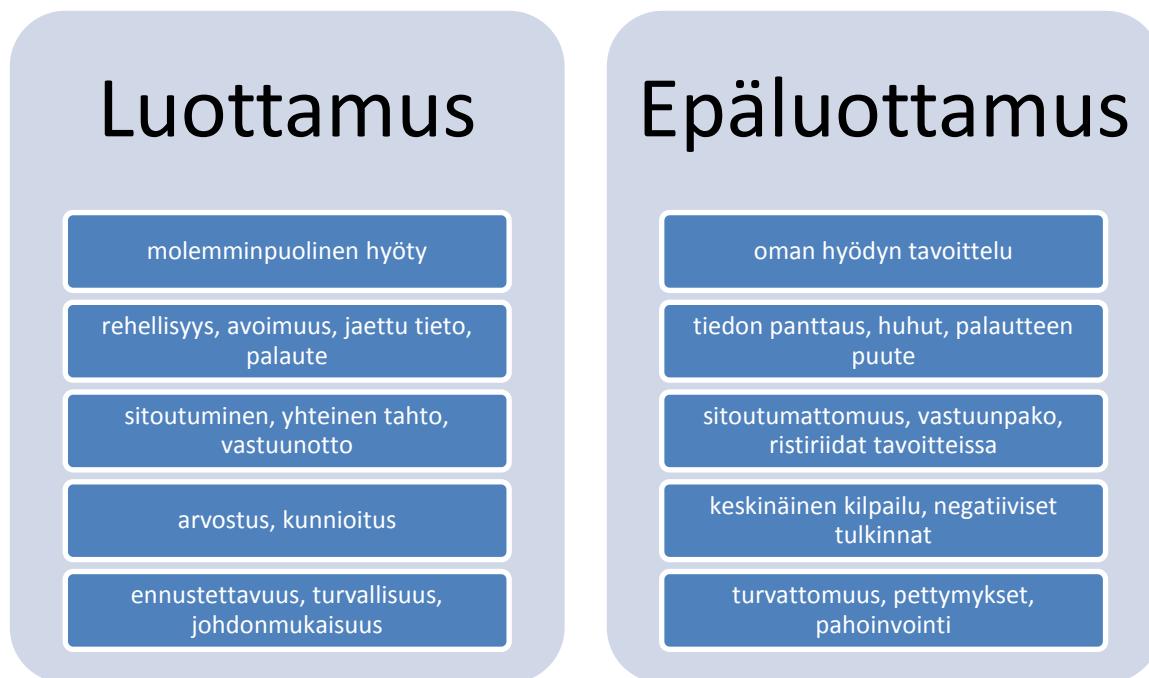 Luottamus
molemminpuolinen hyöty
rehellisyys, avoimuus, jaettu tieto,
palaute
sitoutuminen, yhteinen tahto,
vastuunotto
arvostus, kunnioitus
ennustettavuus, turvallisuus,
johdonmukaisuus
Epäluottamus
oman hyödyn tavoittelu
tiedon panttaus, huhut, palautteen
puute
sitoutumattomuus, vastuunpako,
ristiriidat tavoitteissa
keskinäinen kilpailu, negatiiviset
tulkinnat
turvattomuus, pettymykset,
pahoinvointi